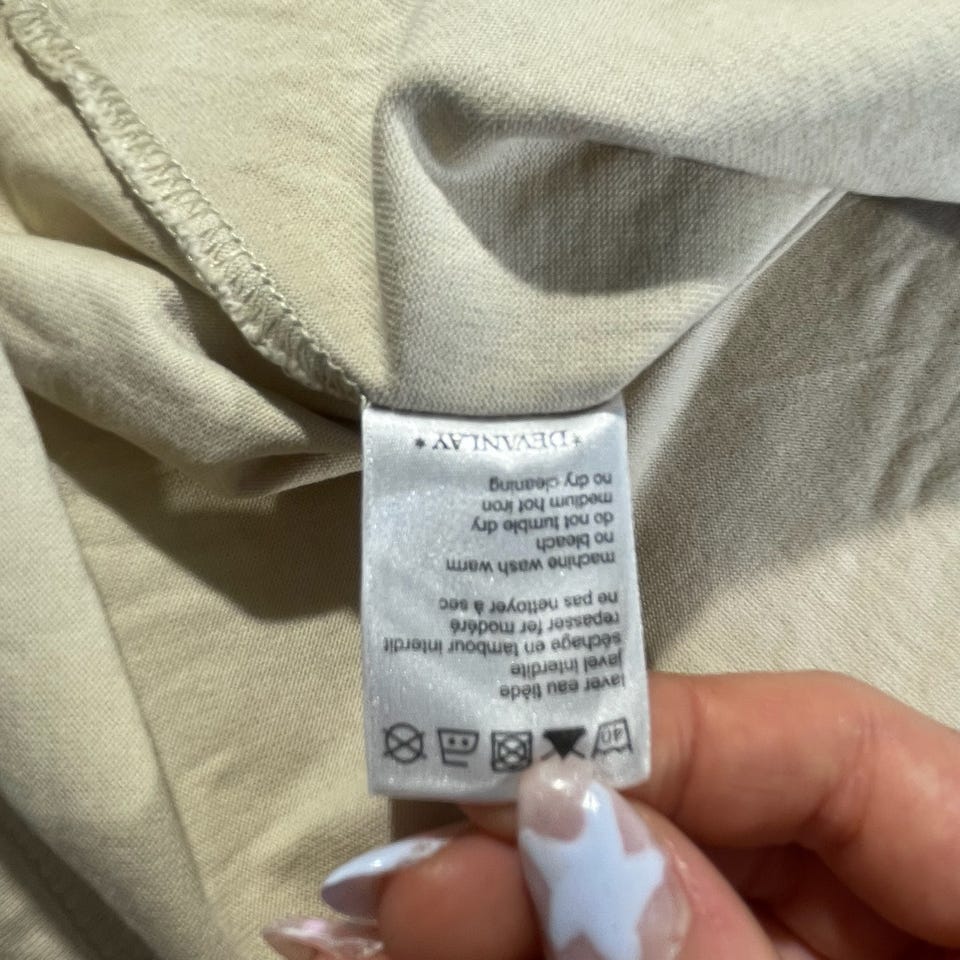 40
laver eau tiède
javel interdite
séchage en tambour interdit
repasser fer modéré
ne pas nettoyer à sec
machine wash warm
no bleach
do not tumble dry
medium hot iron
no dry cleaning
* DEVANLAY *